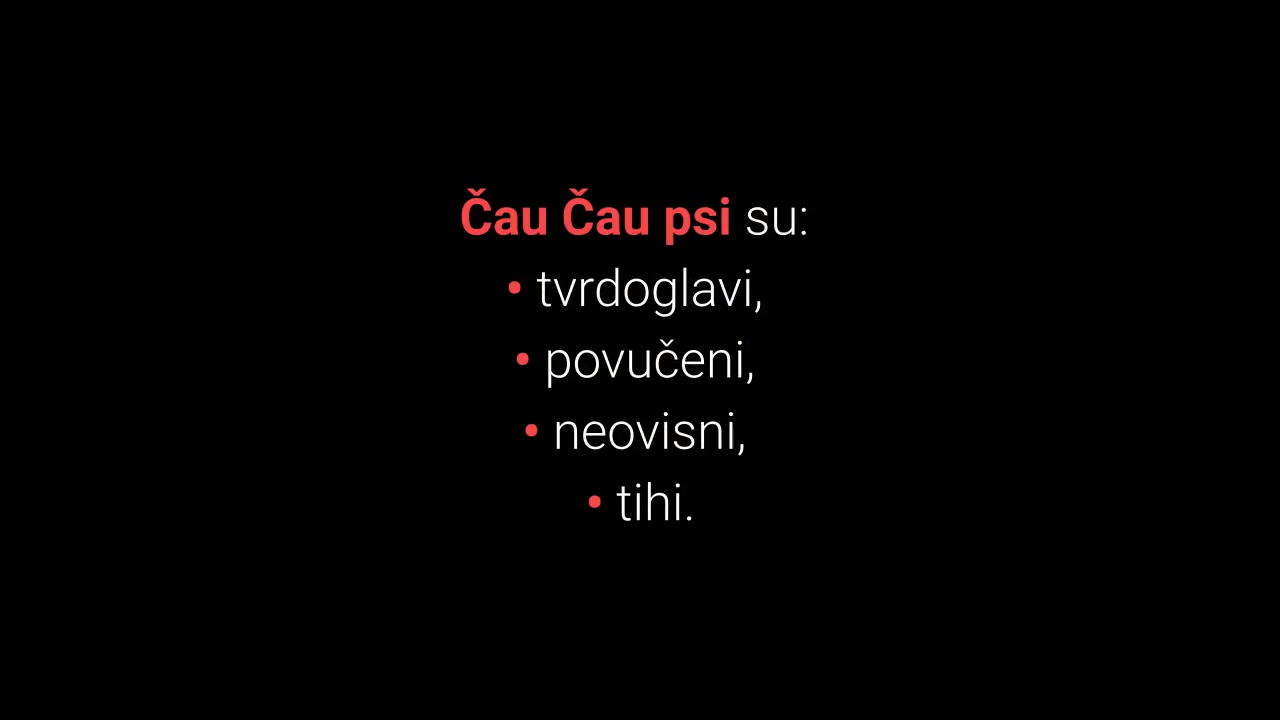 Čau Čau psi su:
• tvrdoglavi,
• povučeni,
• neovisni,
• tihi.